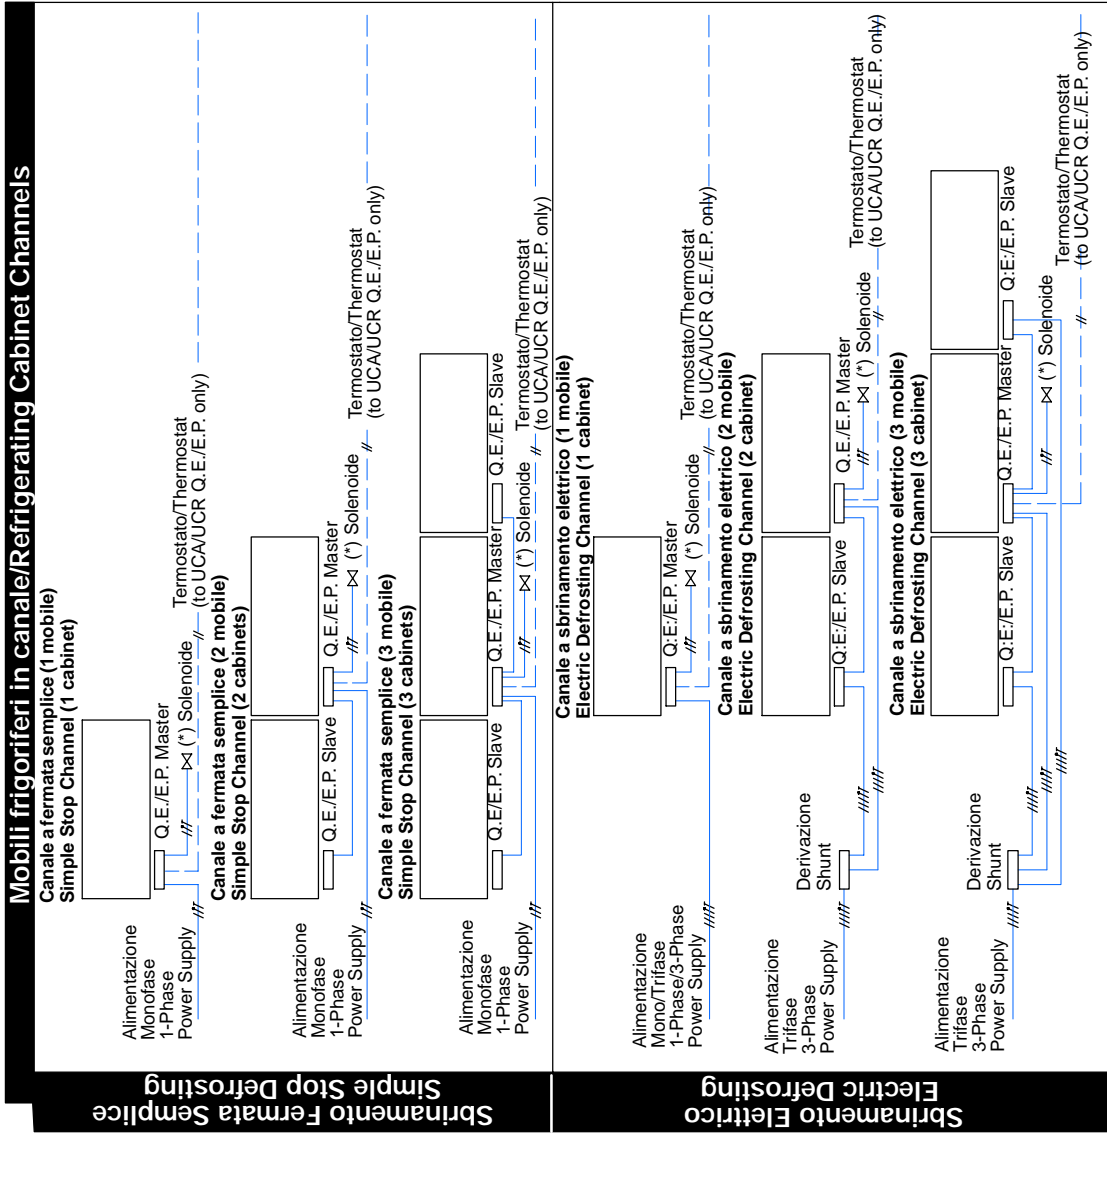 Mobili frigoriferi in canale/Refrigerating Cabinet Channels
Sbrinamento Fermata Semplice
Simple Stop Defrosting
Canale a fermata semplice (1 mobile)
Simple Stop Channel (1 cabinet)
Alimentazione
Monofase
1-Phase
Power Supply
Q.E./E.P. Master
(*) Solenoide
Termostato/Thermostat
(to UCA/UCR Q.E./E.P. only)
Canale a fermata semplice (2 mobile)
Simple Stop Channel (2 cabinets)
Alimentazione
Monofase
1-Phase
Power Supply
Q.E./E.P. Slave
Q.E./E.P. Master
(*) Solenoide
Termostato/Thermostat
(to UCA/UCR Q.E./E.P. only)
Canale a fermata semplice (3 mobile)
Simple Stop Channel (3 cabinets)
Alimentazione
Monofase
1-Phase
Power Supply
Q.E/E.P. Slave
Q.E./E.P. Master
Q.E./E.P. Slave
(*) Solenoide
Termostato/Thermostat
(to UCA/UCR Q.E./E.P. only)
Sbrinamento Elettrico
Electric Defrosting
Canale a sbrinamento elettrico (1 mobile)
Electric Defrosting Channel (1 cabinet)
Alimentazione
Mono/Trifase
1-Phase/3-Phase
Power Supply
Q:E:/E.P. Master
(*) Solenoide
Termostato/Thermostat
(to UCA/UCR Q.E./E.P. only)
Canale a sbrinamento elettrico (2 mobile)
Electric Defrosting Channel (2 cabinet)
Alimentazione
Trifase
3-Phase
Power Supply
Derivazione
Shunt
Q:E:/E.P. Slave
Q.E./E.P. Master
(*) Solenoide
Termostato/Thermostat
(to UCA/UCR Q.E./E.P. only)
Canale a sbrinamento elettrico (3 mobile)
Electric Defrosting Channel (3 cabinet)
Alimentazione
Trifase
3-Phase
Power Supply
Derivazione
Shunt
Q:E:/E.P. Slave
Q.E./E.P. Master
Q:E:/E.P. Slave
(*) Solenoide
Termostato/Thermostat
(to UCA/UCR Q.E./E.P. only)